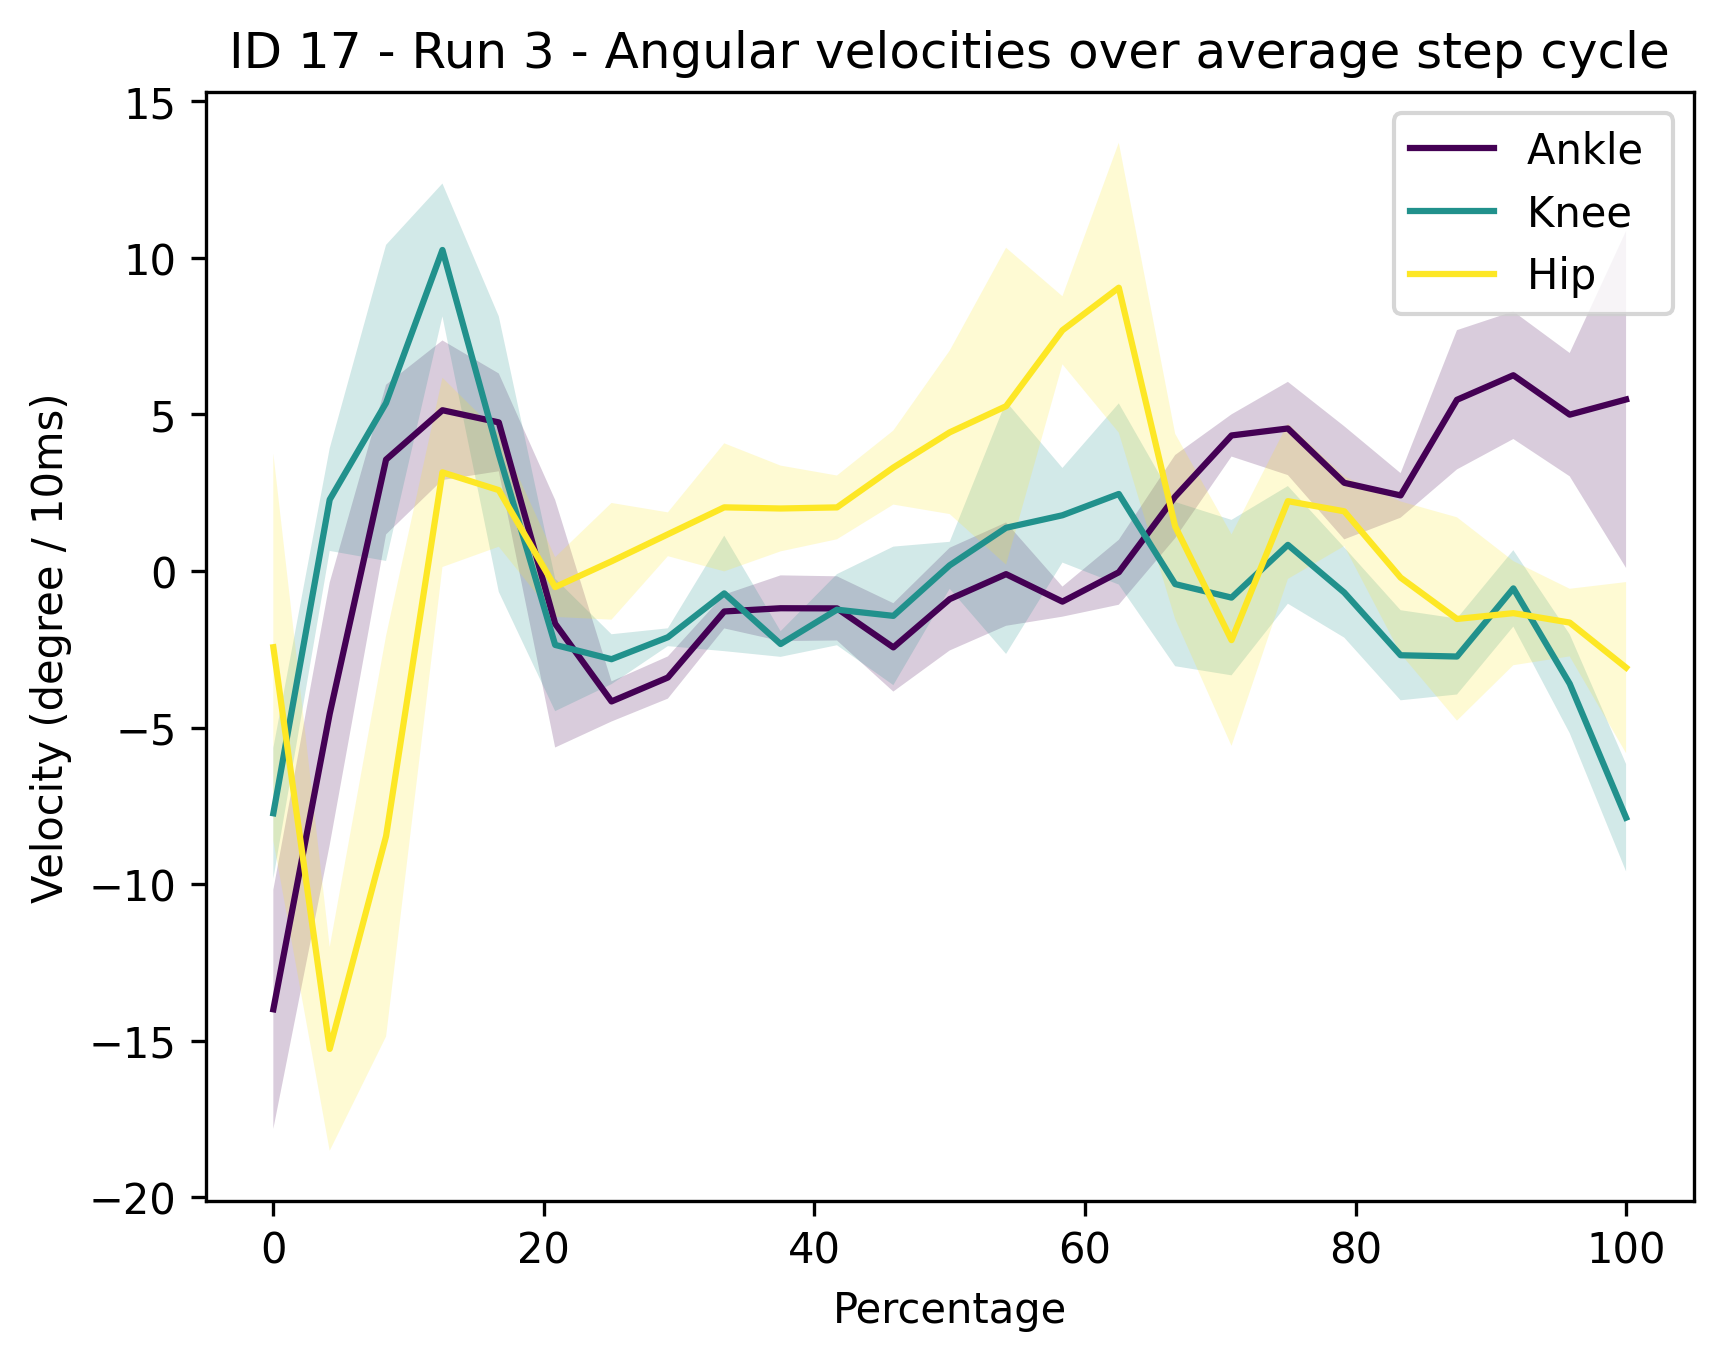 ID 17 - Run 3 - Angular velocities over average step cycle
15
10
5
0
−5
−10
−15
−20
Velocity (degree / 10ms)
Ankle
Knee
Hip
0 20 40 60 80 100
Percentage